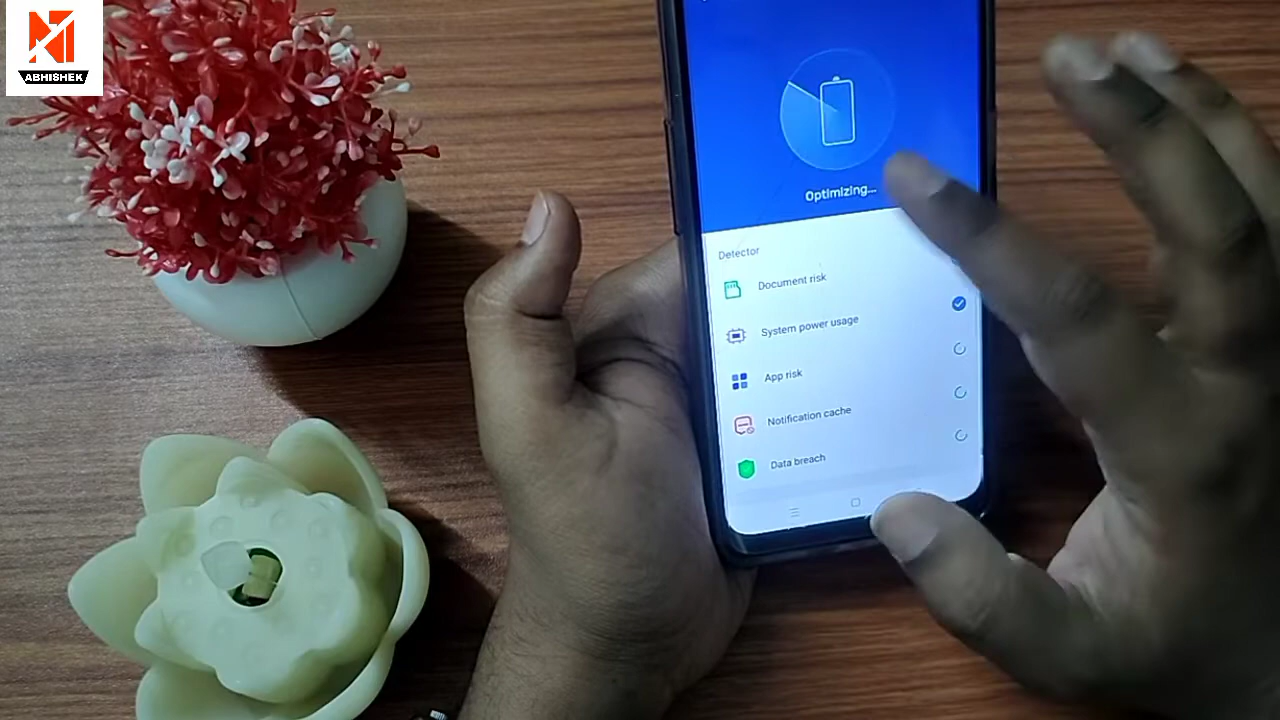 ABHISHEK
Optimizing...
Detector
Document risk
System power usage
App risk
Notification cache
Data breach